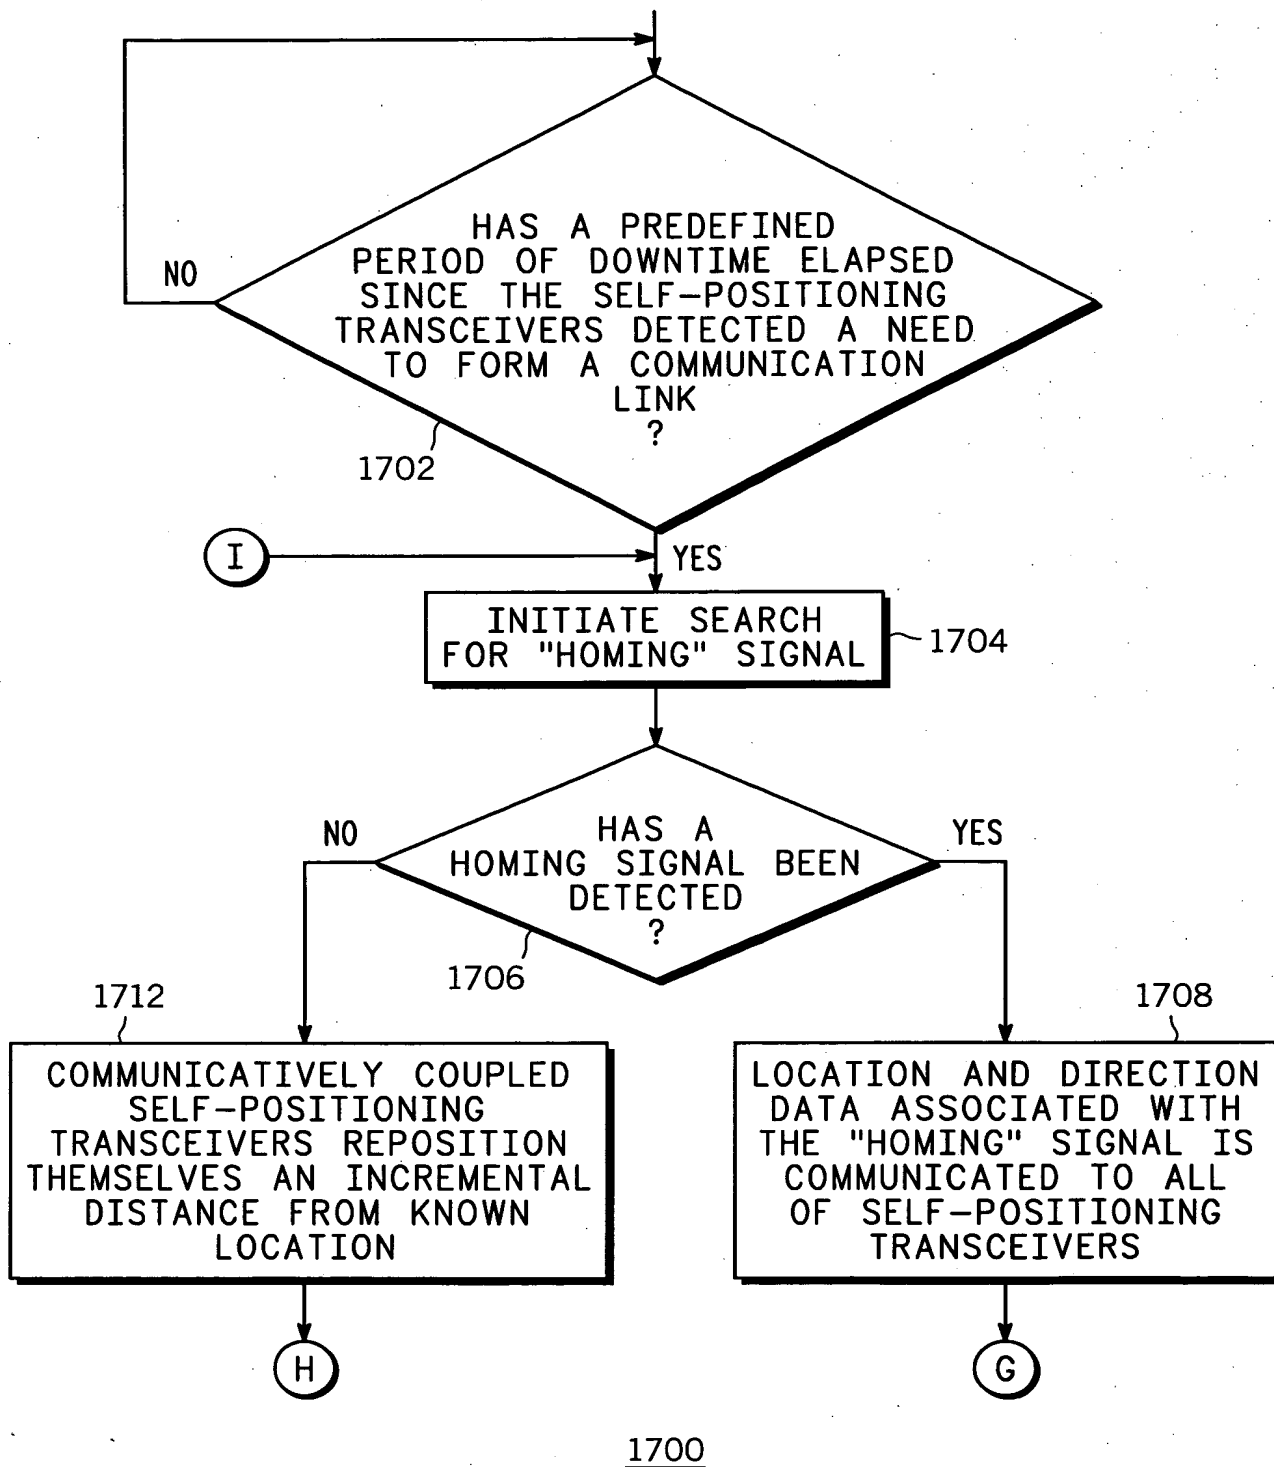 HAS A PREDEFINED
PERIOD OF DOWNTIME ELAPSED
SINCE THE SELF-POSITIONING
TRANSCEIVERS DETECTED A NEED
TO FORM A COMMUNICATION
LINK
?
NO
1702
I
YES
INITIATE SEARCH
FOR "HOMING" SIGNAL
1704
NO
HAS A
HOMING SIGNAL BEEN
DETECTED
?
YES
1706
1712
COMMUNICATIVELY COUPLED
SELF-POSITIONING
TRANSCEIVERS REPOSITION
THEMSELVES AN INCREMENTAL
DISTANCE FROM KNOWN
LOCATION
1708
LOCATION AND DIRECTION
DATA ASSOCIATED WITH
THE "HOMING" SIGNAL IS
COMMUNICATED TO ALL
OF SELF-POSITIONING
TRANSCEIVERS
H
G
1700